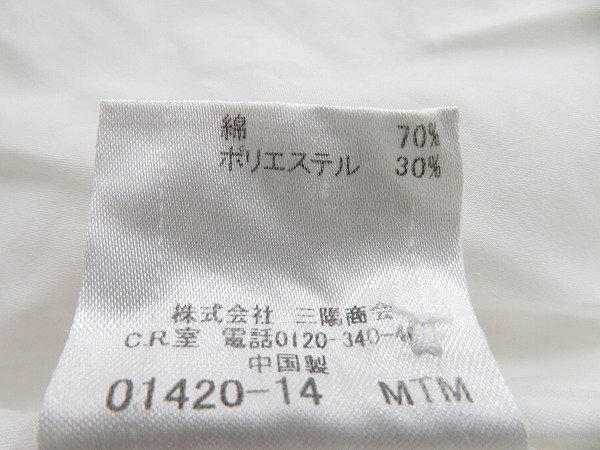 綿 70%
ポリエステル 30%
株式会社 三陽商会
C.R.室 電話0120-340-4
中国製
01420-14 MTM